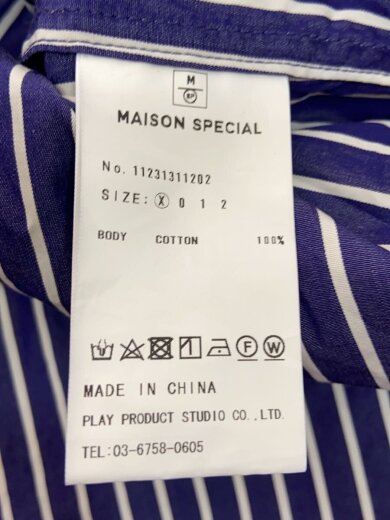 M
SP
MAISON SPECIAL
No. 11231311202
SIZE: Ⓧ 0 1 2
BODY COTTON 100%
Ⓕ Ⓦ
MADE IN CHINA
PLAY PRODUCT STUDIO CO.,LTD.
TEL:03-6758-0605